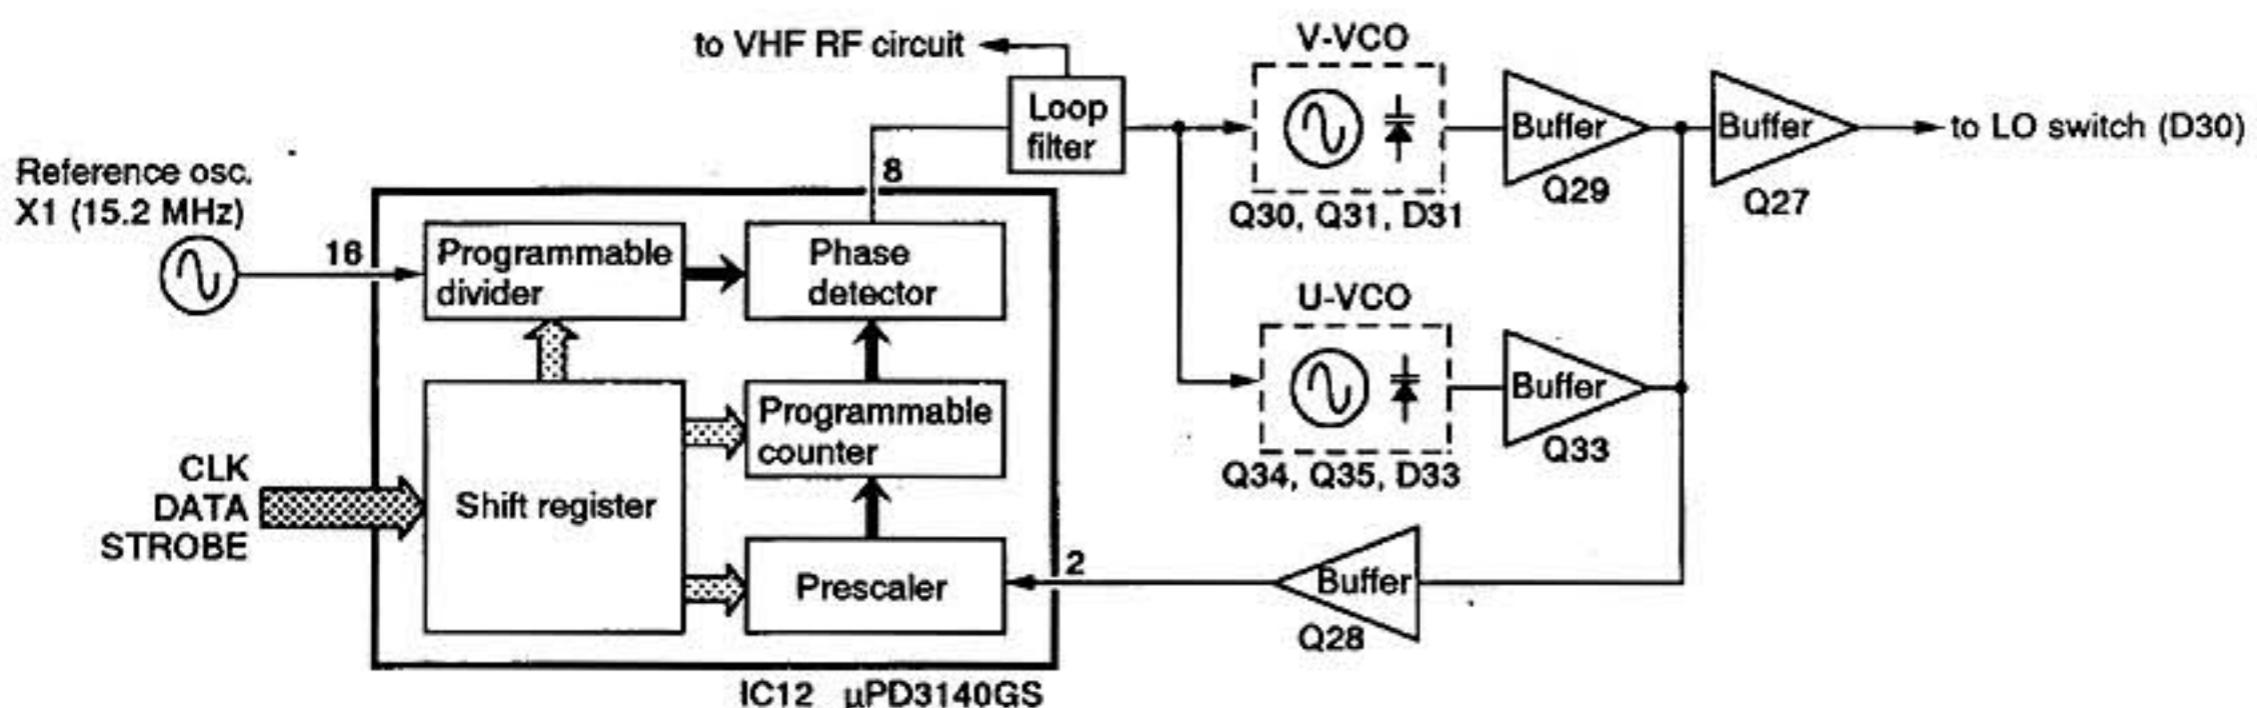 to VHF RF circuit
V-VCO
Loop
filter
Buffer
Buffer
to LO switch (D30)
Q30, Q31, D31
Q29
Q27
Reference osc.
X1 (15.2 MHz)
16
8
Programmable
divider
Phase
detector
U-VCO
Buffer
Q34, Q35, D33
Q33
Programmable
counter
CLK
DATA
STROBE
Shift register
Prescaler
2
Buffer
Q28
IC12 μPD3140GS